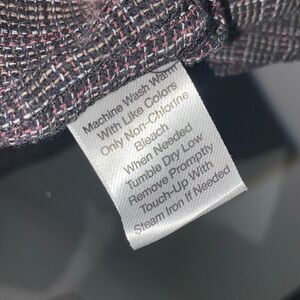 Machine Wash Warm
With Like Colors
Only Non-Chlorine
Bleach
When Needed
Tumble Dry Low
Remove Promptly
Touch-Up With
Steam Iron If Needed